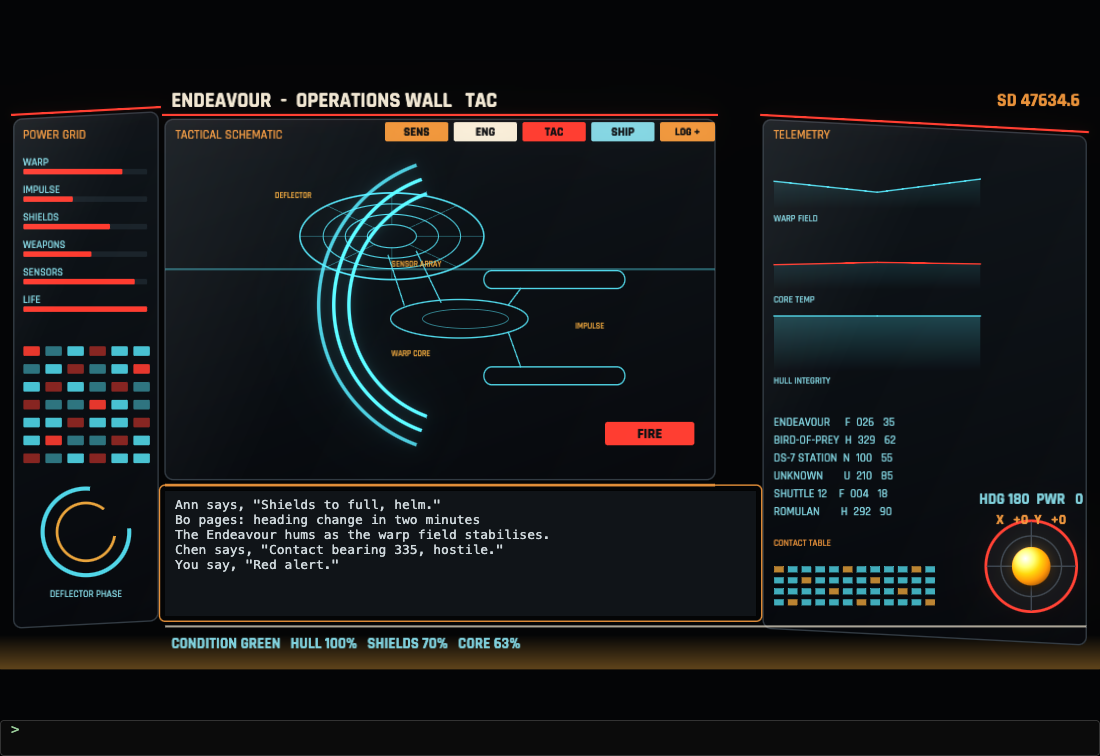 ENDEAVOUR - OPERATIONS WALL TAC
SD 47634.6
POWER GRID
WARP
IMPULSE
SHIELDS
WEAPONS
SENSORS
LIFE
DEFLECTOR PHASE
TACTICAL SCHEMATIC
SENS
ENG
TAC
SHIP
LOG +
DEFLECTOR
SENSOR ARRAY
IMPULSE
WARP CORE
FIRE
Ann says, "Shields to full, helm."
Bo pages: heading change in two minutes
The Endeavour hums as the warp field stabilises.
Chen says, "Contact bearing 335, hostile."
You say, "Red alert."
TELEMETRY
WARP FIELD
CORE TEMP
HULL INTEGRITY
ENDEAVOUR F 026 35
BIRD-OF-PREY H 329 62
DS-7 STATION N 100 55
UNKNOWN U 210 85
SHUTTLE 12 F 004 18
ROMULAN H 292 90
CONTACT TABLE
HDG 180 PWR 0
X +0 Y +0
CONDITION GREEN HULL 100% SHIELDS 70% CORE 63%
>